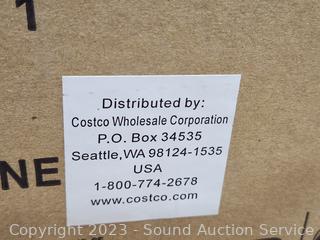 1
Distributed by:
Costco Wholesale Corporation
P.O. Box 34535
Seattle,WA 98124-1535
NE
USA
1-800-774-2678
www.costco.com
Copyright © 2023 - Sound Auction Service